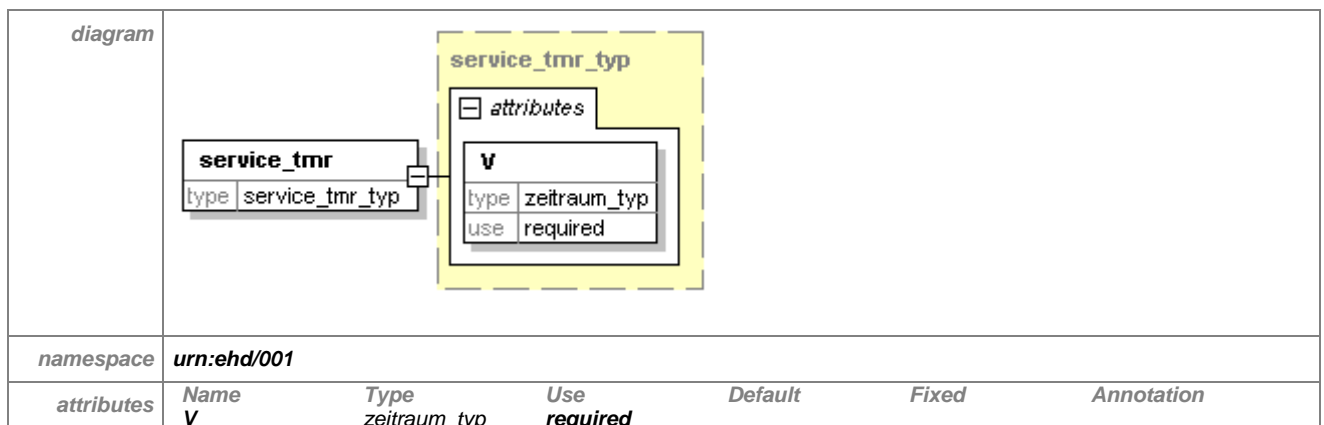 diagram
service_tmr_typ
attributes
service_tmr
type service_tmr_typ
V
type zeitraum_typ
use required
namespace urn:ehd/001
attributes Name Type Use Default Fixed Annotation
V zeitraum_typ required